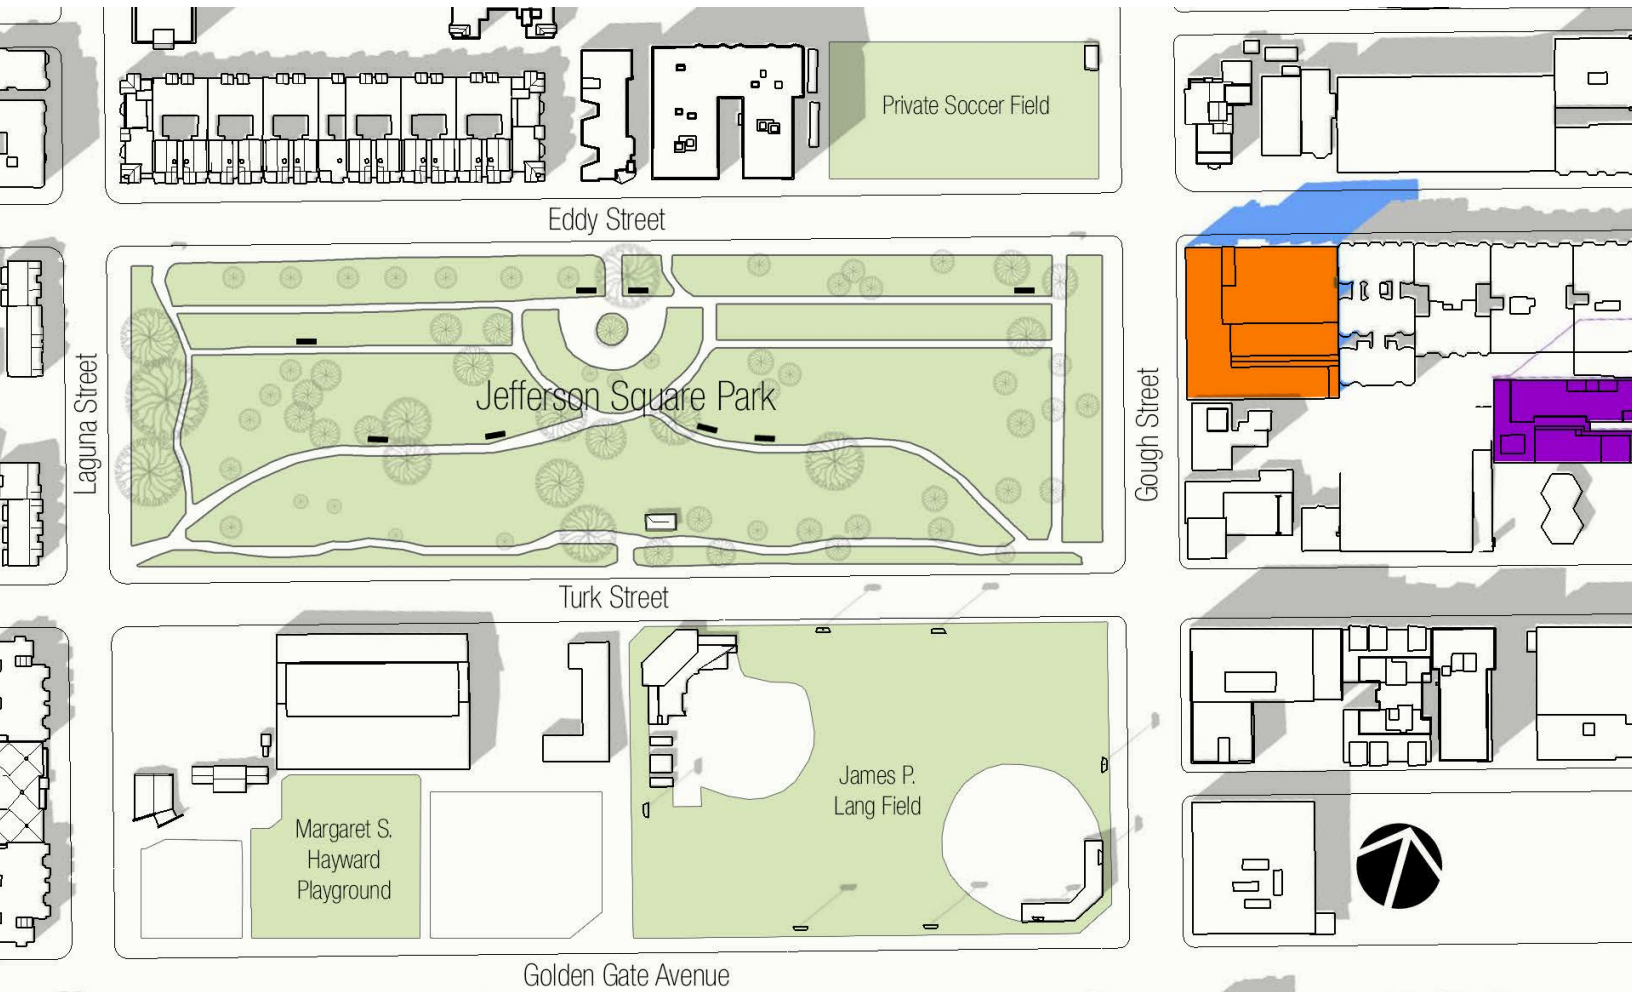 Private Soccer Field
Eddy Street
Jefferson Square Park
Laguna Street
Gough Street
Turk Street
James P.
Lang Field
Margaret S.
Hayward
Playground
Golden Gate Avenue